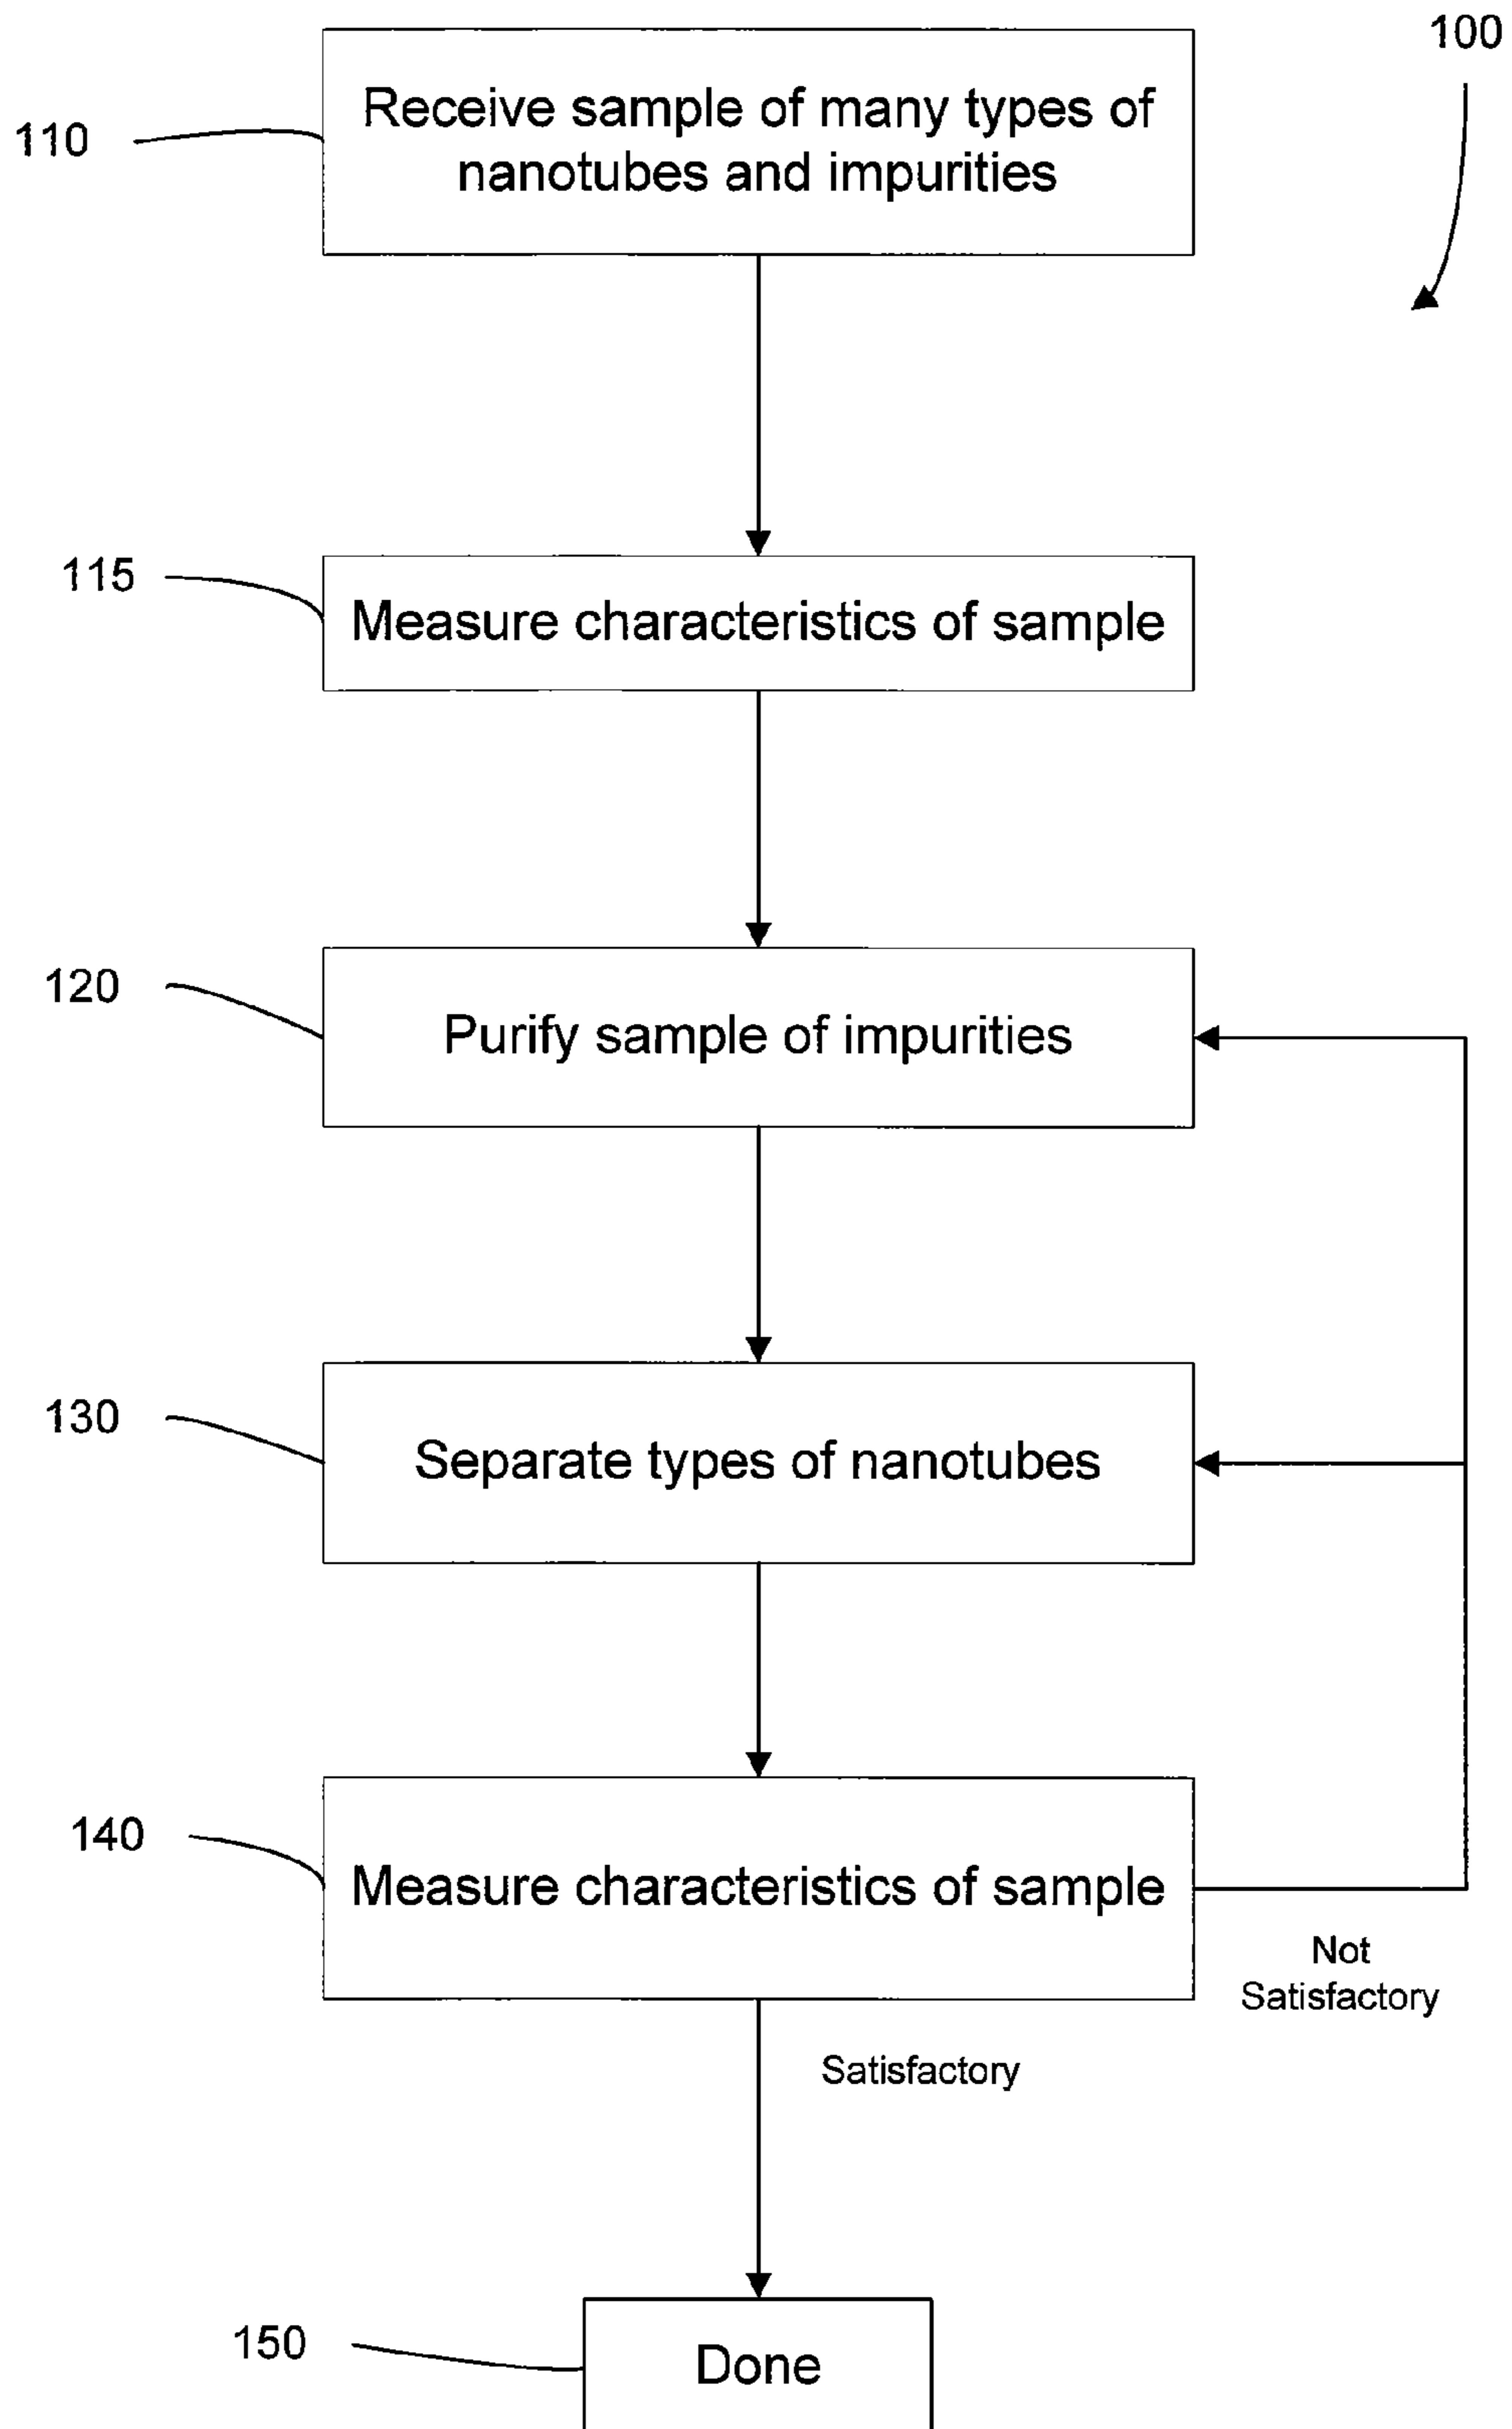 100
110
Receive sample of many types of
nanotubes and impurities
115
Measure characteristics of sample
120
Purify sample of impurities
130
Separate types of nanotubes
140
Measure characteristics of sample
Not
Satisfactory
Satisfactory
150
Done